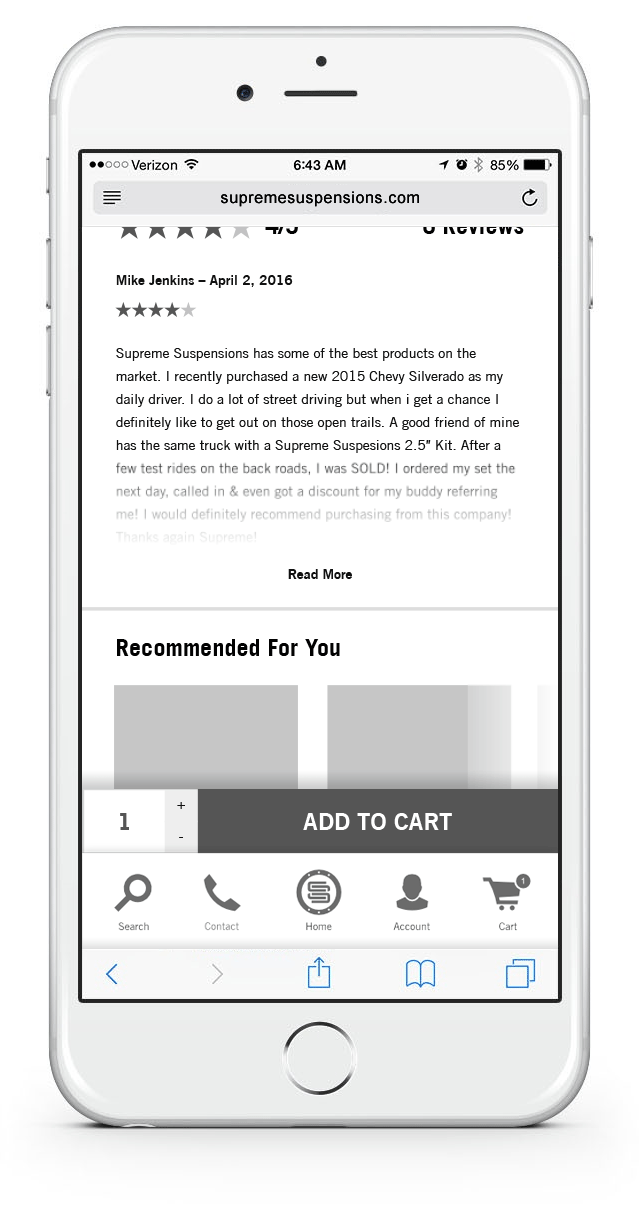 Verizon 6:43 AM 85%
supremesuspensions.com
4/5 Reviews
Mike Jenkins – April 2, 2016
Supreme Suspensions has some of the best products on the
market. I recently purchased a new 2015 Chevy Silverado as my
daily driver. I do a lot of street driving but when i get a chance I
definitely like to get out on those open trails. A good friend of mine
has the same truck with a Supreme Suspesions 2.5" Kit. After a
few test rides on the back roads, I was SOLD! I ordered my set the
next day, called in & even got a discount for my buddy referring
me! I would definitely recommend purchasing from this company!
Thanks again Supreme!
Read More
Recommended For You
1 + -
ADD TO CART
1
Search Contact Home Account Cart